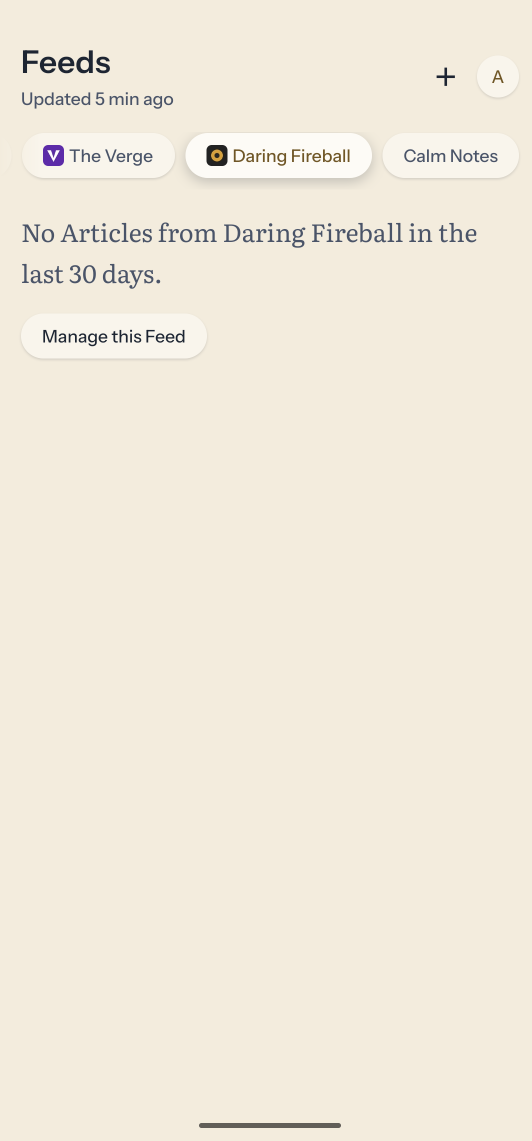 Feeds
Updated 5 min ago
A
The Verge
Daring Fireball
Calm Notes
No Articles from Daring Fireball in the
last 30 days.
Manage this Feed